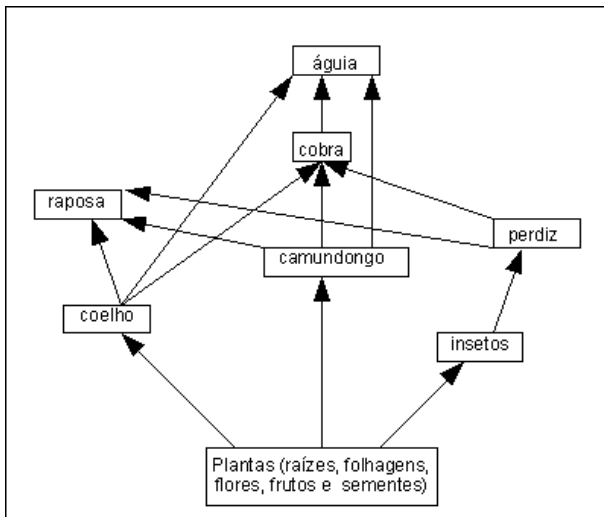 águia
cobra
raposa
perdiz
camundongo
coelho
insetos
Plantas (raízes, folhagens,
flores, frutos e sementes)